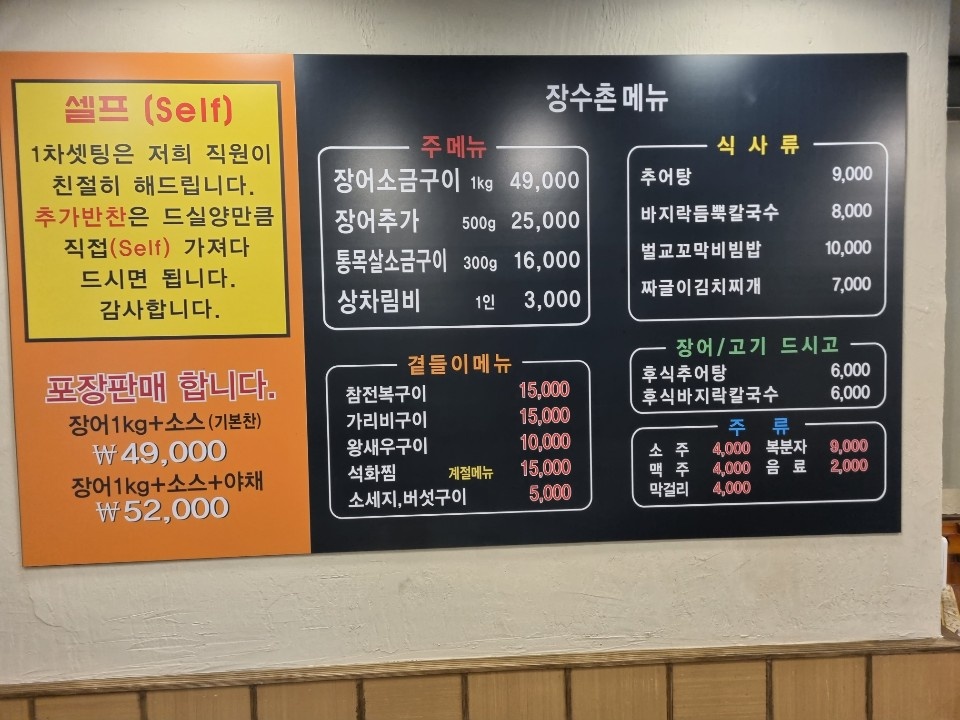 셀프 (Self)
1차셋팅은 저희 직원이
친절히 해드립니다.
추가반찬은 드실양만큼
직접(Self) 가져다
드시면 됩니다.
감사합니다.
포장판매 합니다.
장어1kg+소스(기본찬)
₩49,000
장어1kg+소스+야채
₩52,000
장수촌 메뉴
주 메뉴
장어소금구이 1kg 49,000
장어추가 500g 25,000
통목살소금구이 300g 16,000
상차림비 1인 3,000
곁들이메뉴
참전복구이 15,000
가리비구이 15,000
왕새우구이 10,000
석화찜 계절메뉴 15,000
소세지,버섯구이 5,000
식 사 류
추어탕 9,000
바지락듬뿍칼국수 8,000
벌교꼬막비빔밥 10,000
짜글이김치찌개 7,000
장어/고기 드시고
후식추어탕 6,000
후식바지락칼국수 6,000
주 류
소 주 4,000 복분자 9,000
맥 주 4,000 음 료 2,000
막걸리 4,000